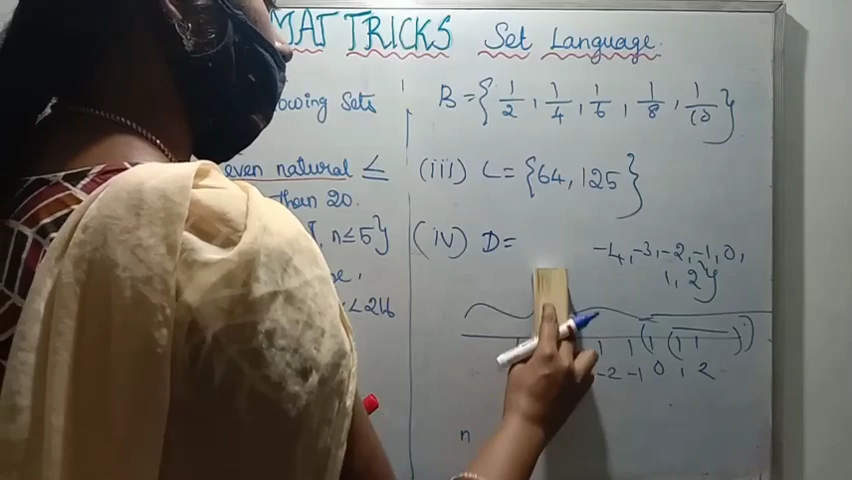 MAT TRICKS Set Language.
owing Sets
even natural ≤
than 20.
, n≤5}
B={1/2, 1/4, 1/6, 1/8, 1/10}
(iii) C={64, 125}
(iv) D= -4, -3, -2, -1, 0,
1, 2}
-2 -1 0 1 2
n